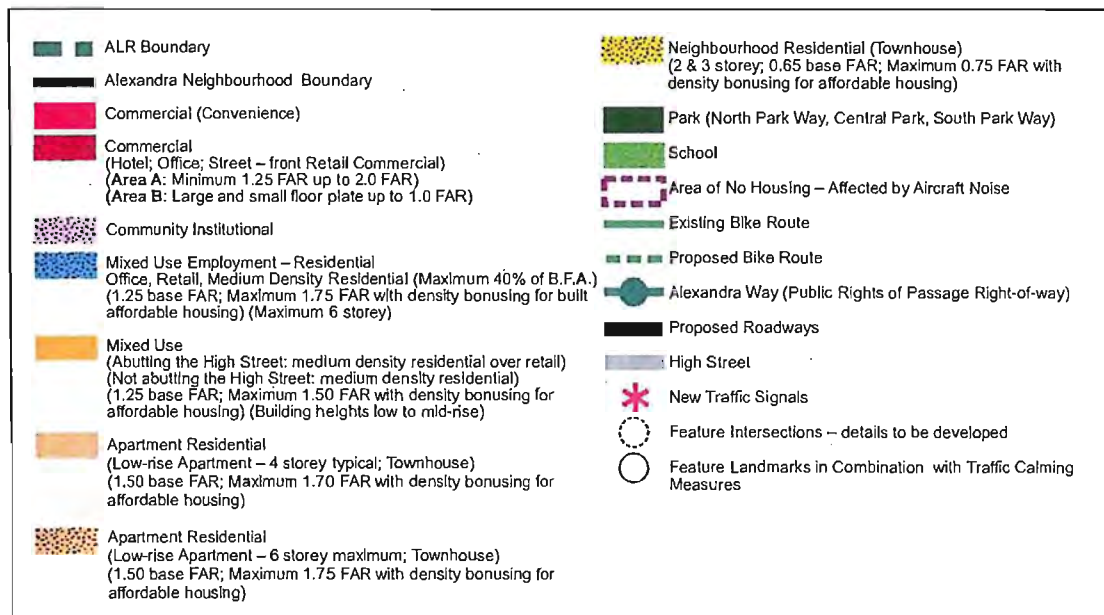 ALR Boundary
Alexandra Neighbourhood Boundary
Commercial (Convenience)
Commercial
(Hotel; Office; Street – front Retail Commercial)
(Area A: Minimum 1.25 FAR up to 2.0 FAR)
(Area B: Large and small floor plate up to 1.0 FAR)
Community Institutional
Mixed Use Employment – Residential
Office, Retail, Medium Density Residential (Maximum 40% of B.F.A.)
(1.25 base FAR; Maximum 1.75 FAR with density bonusing for built
affordable housing) (Maximum 6 storey)
Mixed Use
(Abutting the High Street: medium density residential over retail)
(Not abutting the High Street: medium density residential)
(1.25 base FAR; Maximum 1.50 FAR with density bonusing for
affordable housing) (Building heights low to mid-rise)
Apartment Residential
(Low-rise Apartment – 4 storey typical; Townhouse)
(1.50 base FAR; Maximum 1.70 FAR with density bonusing for
affordable housing)
Apartment Residential
(Low-rise Apartment – 6 storey maximum; Townhouse)
(1.50 base FAR; Maximum 1.75 FAR with density bonusing for
affordable housing)
Neighbourhood Residential (Townhouse)
(2 & 3 storey; 0.65 base FAR; Maximum 0.75 FAR with
density bonusing for affordable housing)
Park (North Park Way, Central Park, South Park Way)
School
Area of No Housing – Affected by Aircraft Noise
Existing Bike Route
Proposed Bike Route
Alexandra Way (Public Rights of Passage Right-of-way)
Proposed Roadways
High Street
New Traffic Signals
Feature Intersections – details to be developed
Feature Landmarks in Combination with Traffic Calming
Measures